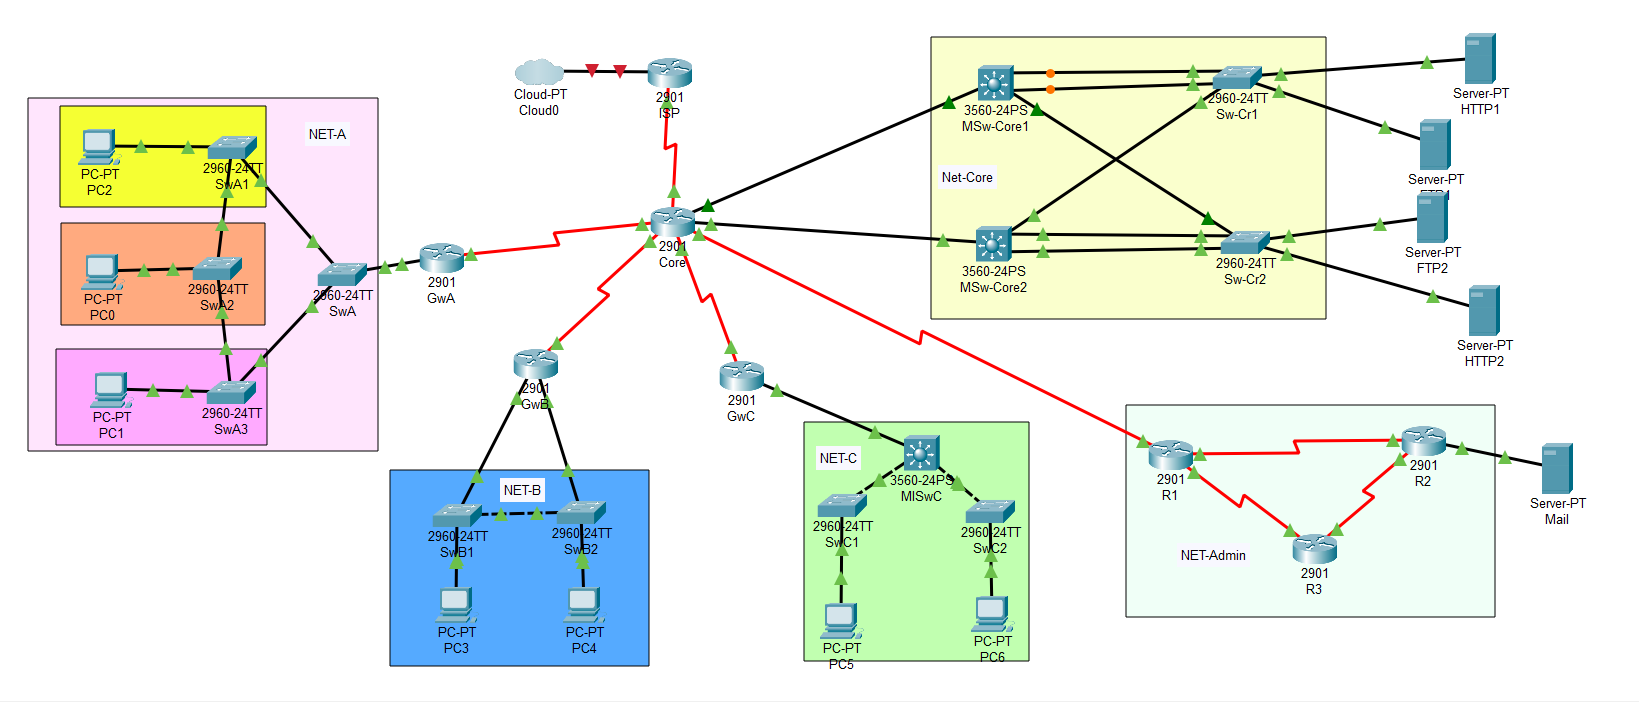 Cloud-PT
Cloud0
2901
ISP
NET-A
PC-PT
PC2
2960-24TT
SwA1
PC-PT
PC0
2960-24TT
SwA2
PC-PT
PC1
2960-24TT
SwA3
2960-24TT
SwA
2901
GwA
2901
Core
2901
GwB
NET-B
2960-24TT
SwB1
2960-24TT
SwB2
PC-PT
PC3
PC-PT
PC4
2901
GwC
NET-C
3560-24PS
MlSwC
2960-24TT
SwC1
2960-24TT
SwC2
PC-PT
PC5
PC-PT
PC6
Net-Core
3560-24PS
MSw-Core1
3560-24PS
MSw-Core2
2960-24TT
Sw-Cr1
2960-24TT
Sw-Cr2
Server-PT
HTTP1
Server-PT
Server-PT
FTP2
Server-PT
HTTP2
NET-Admin
2901
R1
2901
R2
2901
R3
Server-PT
Mail